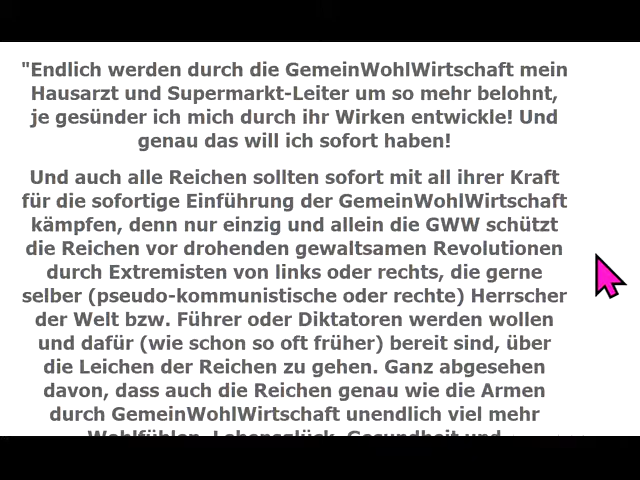 "Endlich werden durch die GemeinWohlWirtschaft mein
Hausarzt und Supermarkt-Leiter um so mehr belohnt,
je gesünder ich mich durch ihr Wirken entwickle! Und
genau das will ich sofort haben!
Und auch alle Reichen sollten sofort mit all ihrer Kraft
für die sofortige Einführung der GemeinWohlWirtschaft
kämpfen, denn nur einzig und allein die GWW schützt
die Reichen vor drohenden gewaltsamen Revolutionen
durch Extremisten von links oder rechts, die gerne
selber (pseudo-kommunistische oder rechte) Herrscher
der Welt bzw. Führer oder Diktatoren werden wollen
und dafür (wie schon so oft früher) bereit sind, über
die Leichen der Reichen zu gehen. Ganz abgesehen
davon, dass auch die Reichen genau wie die Armen
durch GemeinWohlWirtschaft unendlich viel mehr
Wohlfühlen, Lebensglück, Gesundheit und